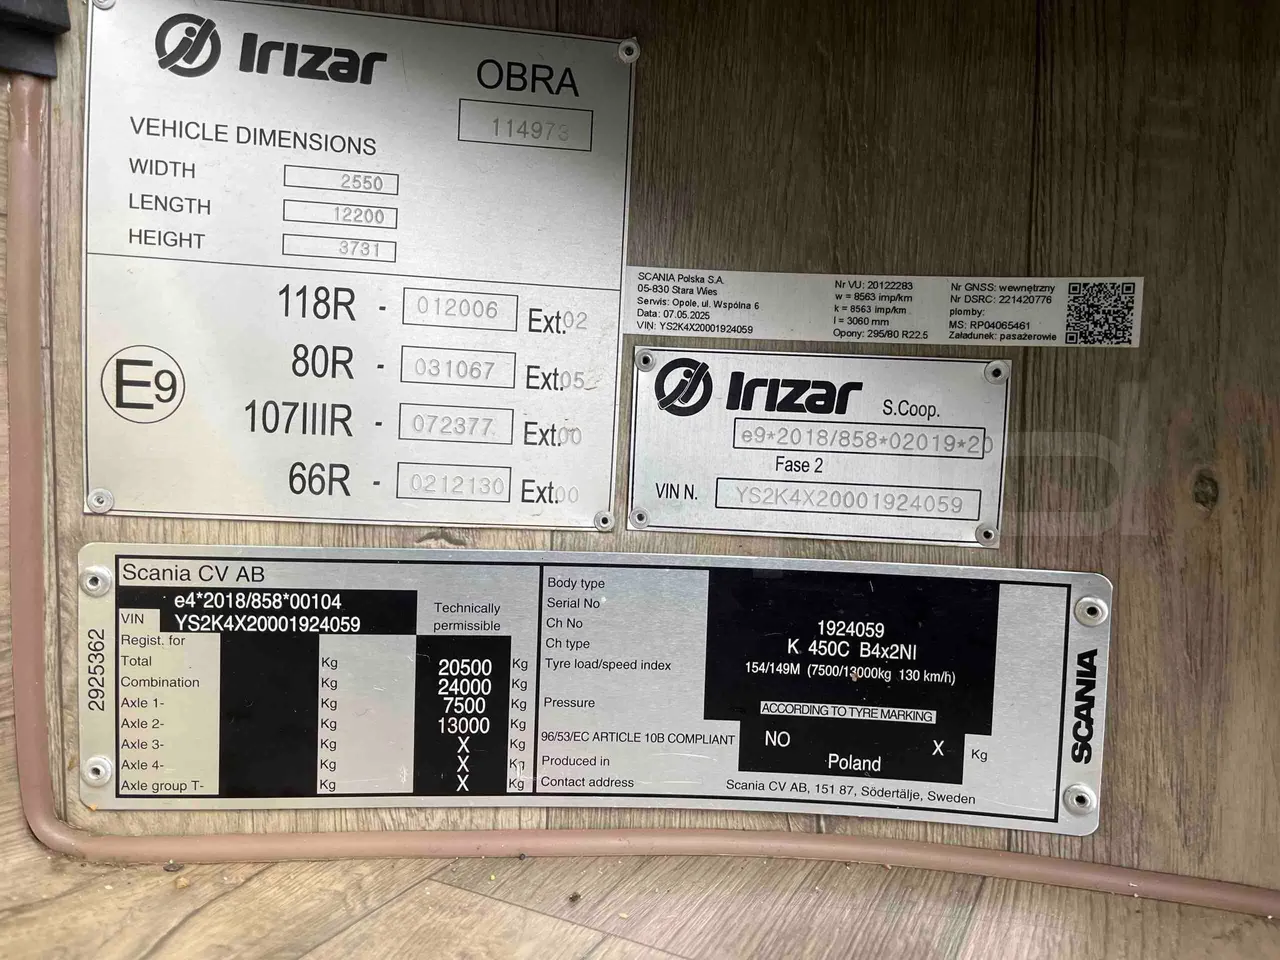 Irizar
OBRA
114973
VEHICLE DIMENSIONS
WIDTH 2550
LENGTH 12200
HEIGHT 3731
E9
118R - 012006 Ext.02
80R - 031067 Ext.05
107IIIR - 072377 Ext.00
66R - 0212130 Ext.00
SCANIA Polska S.A.
05-830 Stara Wies
Serwis: Opole, ul. Wspólna 6
Data: 07.05.2025
VIN: YS2K4X20001924059
Nr VU: 20122283
w = 8563 imp/km
k = 8563 imp/km
l = 3060 mm
Opony: 295/80 R22.5
Nr GNSS: wewnętrzny
Nr DSRC: 221420776
plomby:
MS: RP04065461
Załadunek: pasażerowie
Irizar S.Coop.
e9*2018/858*02019*20
Fase 2
VIN N. YS2K4X20001924059
Scania CV AB
e4*2018/858*00104
VIN YS2K4X20001924059
Technically
permissible
Regist. for
Total Kg 20500 Kg
Combination Kg 24000 Kg
Axle 1- Kg 7500 Kg
Axle 2- Kg 13000 Kg
Axle 3- Kg X Kg
Axle 4- Kg X Kg
Axle group T- Kg X Kg
2925362
Body type
Serial No
Ch No 1924059
Ch type K 450C B4x2NI
Tyre load/speed index 154/149M (7500/13000kg 130 km/h)
Pressure ACCORDING TO TYRE MARKING
96/53/EC ARTICLE 10B COMPLIANT NO X Kg
Produced in Poland
Contact address Scania CV AB, 151 87, Södertälje, Sweden
SCANIA